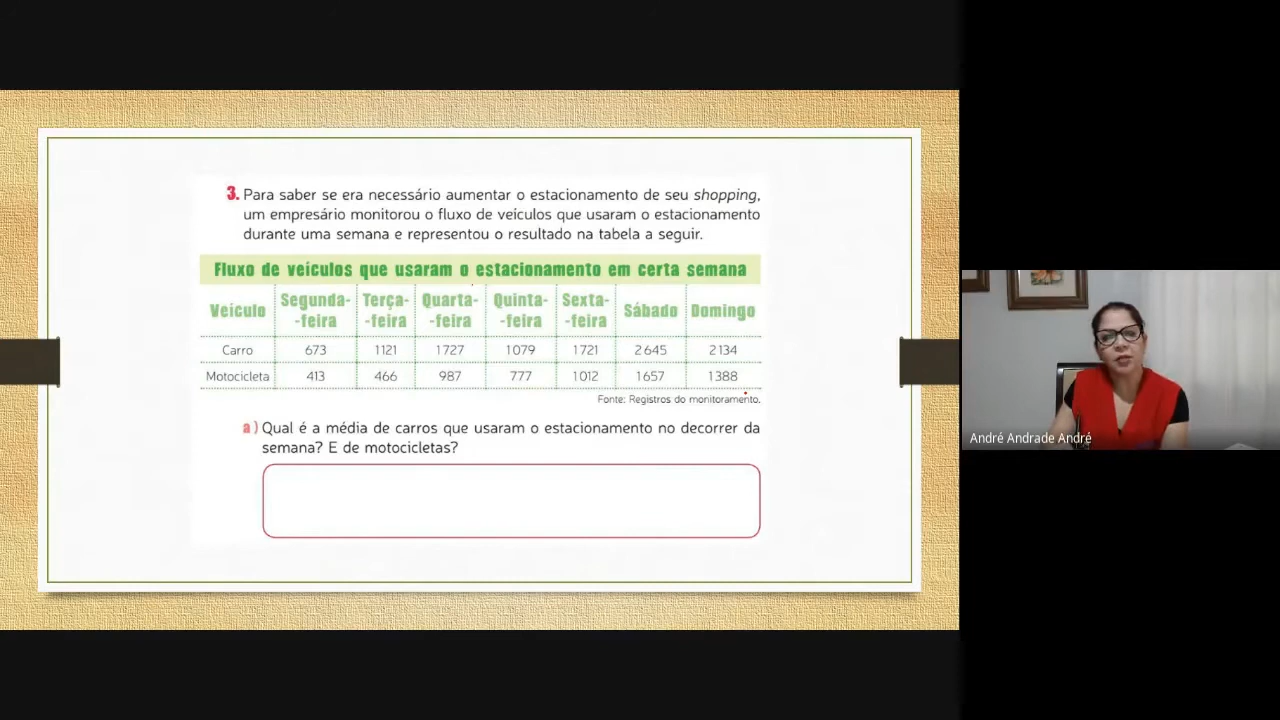 3. Para saber se era necessário aumentar o estacionamento de seu shopping,
um empresário monitorou o fluxo de veículos que usaram o estacionamento
durante uma semana e representou o resultado na tabela a seguir.
Fluxo de veículos que usaram o estacionamento em certa semana
Veículo Segunda-feira Terça-feira Quarta-feira Quinta-feira Sexta-feira Sábado Domingo
Carro 673 1121 1727 1079 1721 2645 2134
Motocicleta 413 466 987 777 1012 1657 1388
Fonte: Registros do monitoramento.
a) Qual é a média de carros que usaram o estacionamento no decorrer da
semana? E de motocicletas?
André Andrade André